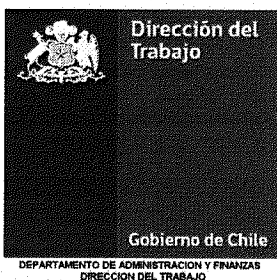 Dirección del
Trabajo
Gobierno de Chile
DEPARTAMENTO DE ADMINISTRACION Y FINANZAS
DIRECCION DEL TRABAJO